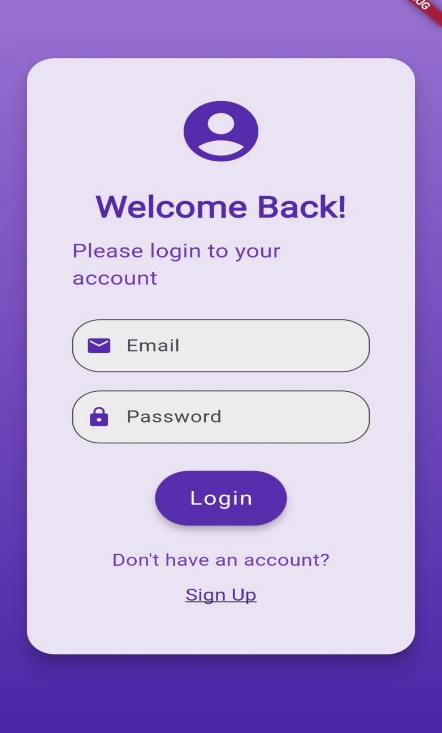 Welcome Back!
Please login to your
account
Email
Password
Login
Don't have an account?
Sign Up